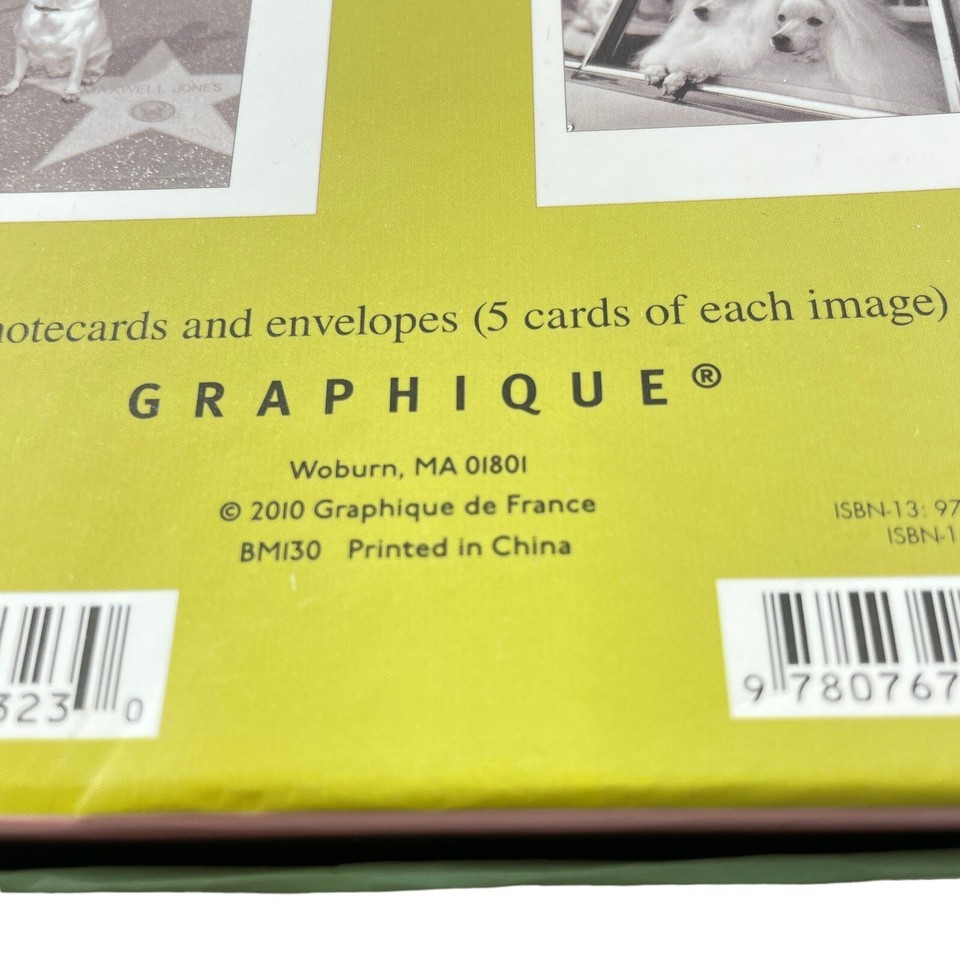 MAXWELL JONES
notecards and envelopes (5 cards of each image)
GRAPHIQUE®
Woburn, MA 01801
© 2010 Graphique de France
BM130 Printed in China
ISBN-13: 97
ISBN-1
323 0
9 780767